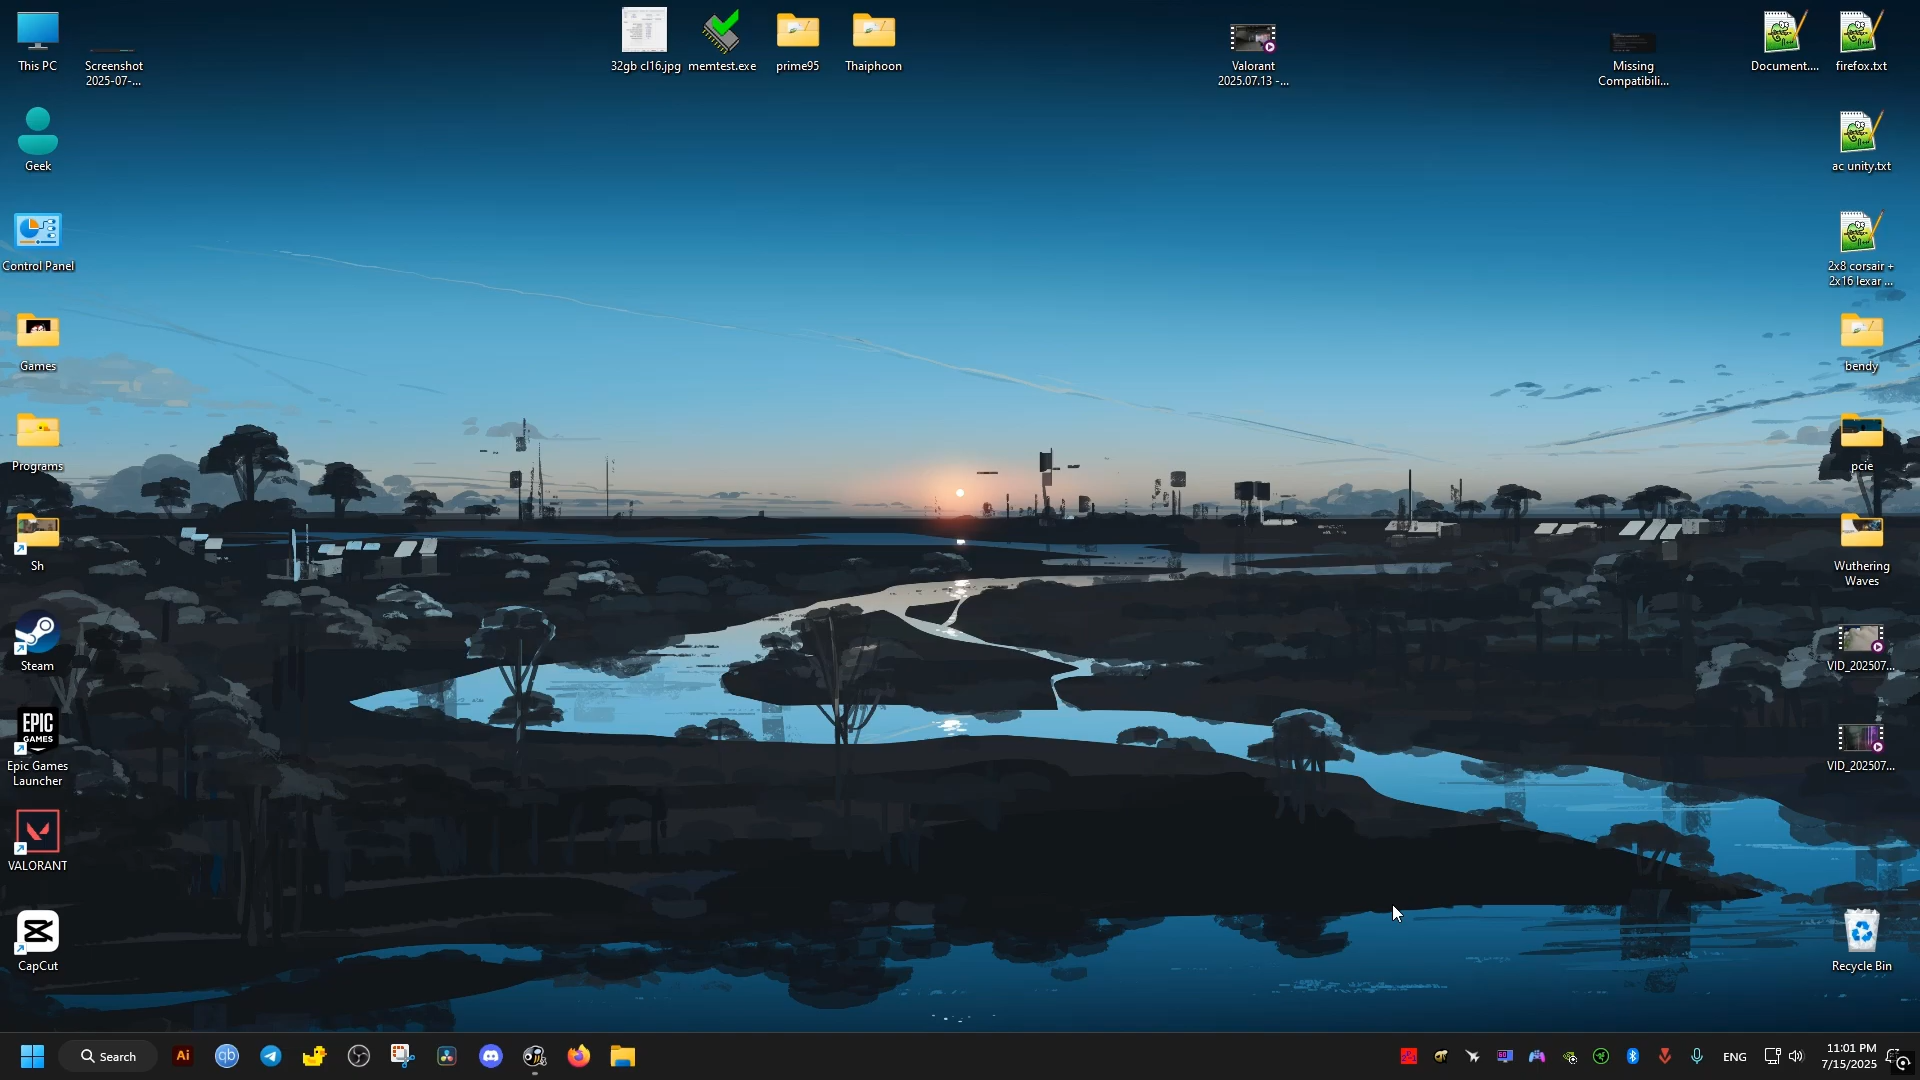 This PC
Screenshot
2025-07-...
32gb cl16.jpg
memtest.exe
prime95
Thaiphoon
Valorant
2025.07.13 -...
Missing
Compatibili...
Document....
firefox.txt
Geek
ac unity.txt
Control Panel
2x8 corsair +
2x16 lexar ...
Games
bendy
Programs
pcie
Sh
Wuthering
Waves
Steam
VID_202507...
EPIC
GAMES
Epic Games
Launcher
VID_202507...
VALORANT
CapCut
Recycle Bin
Search
Ai
qb
ENG
11:01 PM
7/15/2025